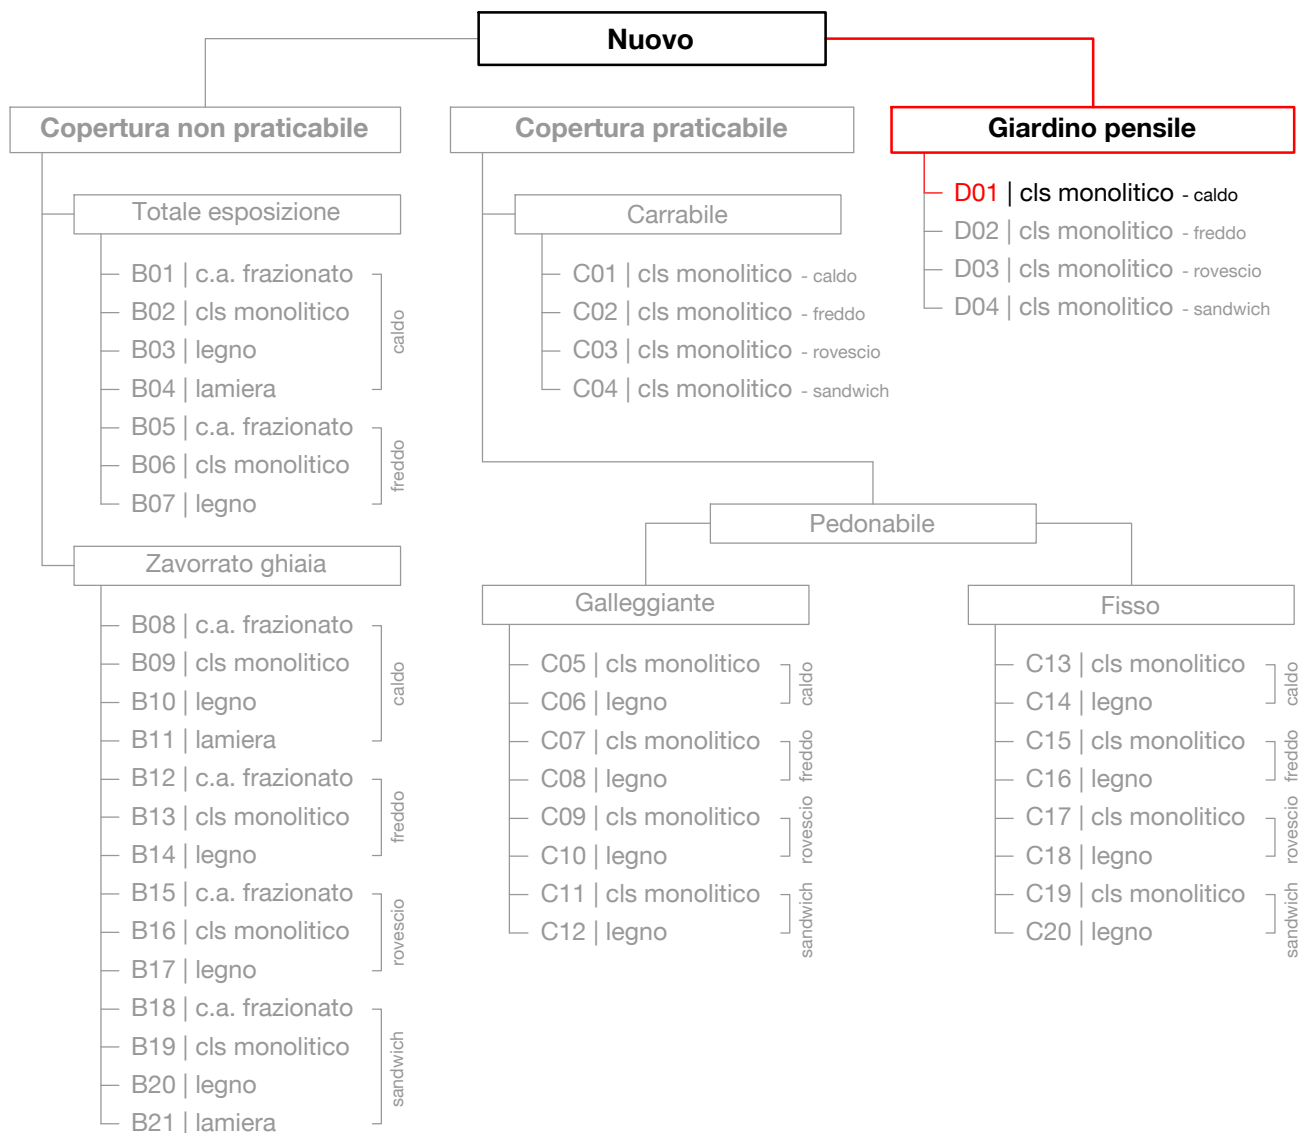 Nuovo
Copertura non praticabile
Totale esposizione
B01 | c.a. frazionato
B02 | cls monolitico
B03 | legno
B04 | lamiera
caldo
B05 | c.a. frazionato
B06 | cls monolitico
B07 | legno
freddo
Zavorrato ghiaia
B08 | c.a. frazionato
B09 | cls monolitico
B10 | legno
B11 | lamiera
caldo
B12 | c.a. frazionato
B13 | cls monolitico
B14 | legno
freddo
B15 | c.a. frazionato
B16 | cls monolitico
B17 | legno
rovescio
B18 | c.a. frazionato
B19 | cls monolitico
B20 | legno
B21 | lamiera
sandwich
Copertura praticabile
Carrabile
C01 | cls monolitico - caldo
C02 | cls monolitico - freddo
C03 | cls monolitico - rovescio
C04 | cls monolitico - sandwich
Pedonabile
Galleggiante
C05 | cls monolitico
C06 | legno
caldo
C07 | cls monolitico
C08 | legno
freddo
C09 | cls monolitico
C10 | legno
rovescio
C11 | cls monolitico
C12 | legno
sandwich
Fisso
C13 | cls monolitico
C14 | legno
caldo
C15 | cls monolitico
C16 | legno
freddo
C17 | cls monolitico
C18 | legno
rovescio
C19 | cls monolitico
C20 | legno
sandwich
Giardino pensile
D01 | cls monolitico - caldo
D02 | cls monolitico - freddo
D03 | cls monolitico - rovescio
D04 | cls monolitico - sandwich